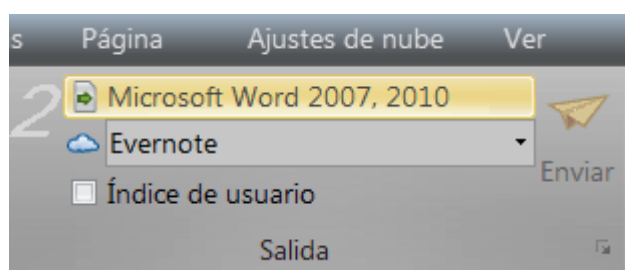 s Página Ajustes de nube Ver
2 Microsoft Word 2007, 2010
Evernote
Enviar
Índice de usuario
Salida